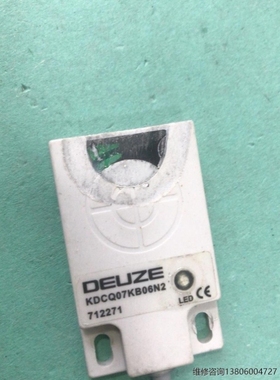 DEUZE
KDCQ07KB06N2
712271
LED CE
维修咨询13806004727